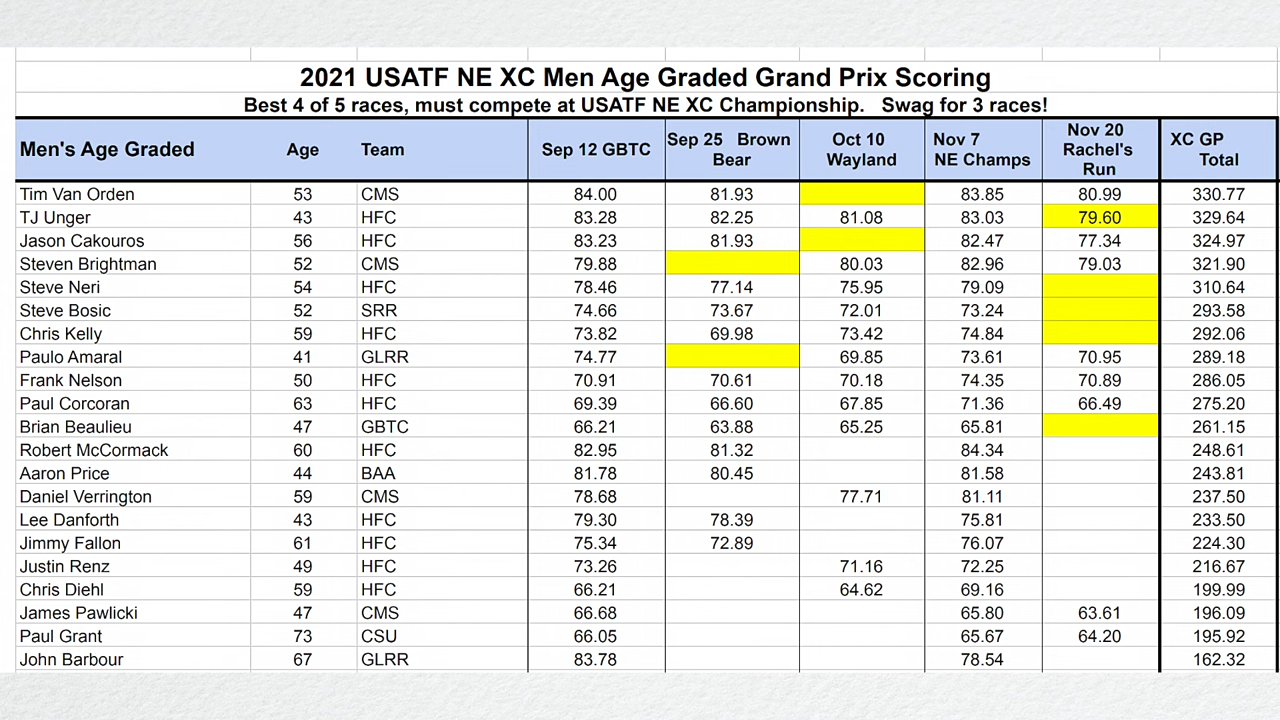 2021 USATF NE XC Men Age Graded Grand Prix Scoring
Best 4 of 5 races, must compete at USATF NE XC Championship. Swag for 3 races!
Men's Age Graded Age Team Sep 12 GBTC Sep 25 Brown Bear Oct 10 Wayland Nov 7 NE Champs Nov 20 Rachel's Run XC GP Total
Tim Van Orden 53 CMS 84.00 81.93 83.85 80.99 330.77
TJ Unger 43 HFC 83.28 82.25 81.08 83.03 79.60 329.64
Jason Cakouros 56 HFC 83.23 81.93 82.47 77.34 324.97
Steven Brightman 52 CMS 79.88 80.03 82.96 79.03 321.90
Steve Neri 54 HFC 78.46 77.14 75.95 79.09 310.64
Steve Bosic 52 SRR 74.66 73.67 72.01 73.24 293.58
Chris Kelly 59 HFC 73.82 69.98 73.42 74.84 292.06
Paulo Amaral 41 GLRR 74.77 69.85 73.61 70.95 289.18
Frank Nelson 50 HFC 70.91 70.61 70.18 74.35 70.89 286.05
Paul Corcoran 63 HFC 69.39 66.60 67.85 71.36 66.49 275.20
Brian Beaulieu 47 GBTC 66.21 63.88 65.25 65.81 261.15
Robert McCormack 60 HFC 82.95 81.32 84.34 248.61
Aaron Price 44 BAA 81.78 80.45 81.58 243.81
Daniel Verrington 59 CMS 78.68 77.71 81.11 237.50
Lee Danforth 43 HFC 79.30 78.39 75.81 233.50
Jimmy Fallon 61 HFC 75.34 72.89 76.07 224.30
Justin Renz 49 HFC 73.26 71.16 72.25 216.67
Chris Diehl 59 HFC 66.21 64.62 69.16 199.99
James Pawlicki 47 CMS 66.68 65.80 63.61 196.09
Paul Grant 73 CSU 66.05 65.67 64.20 195.92
John Barbour 67 GLRR 83.78 78.54 162.32